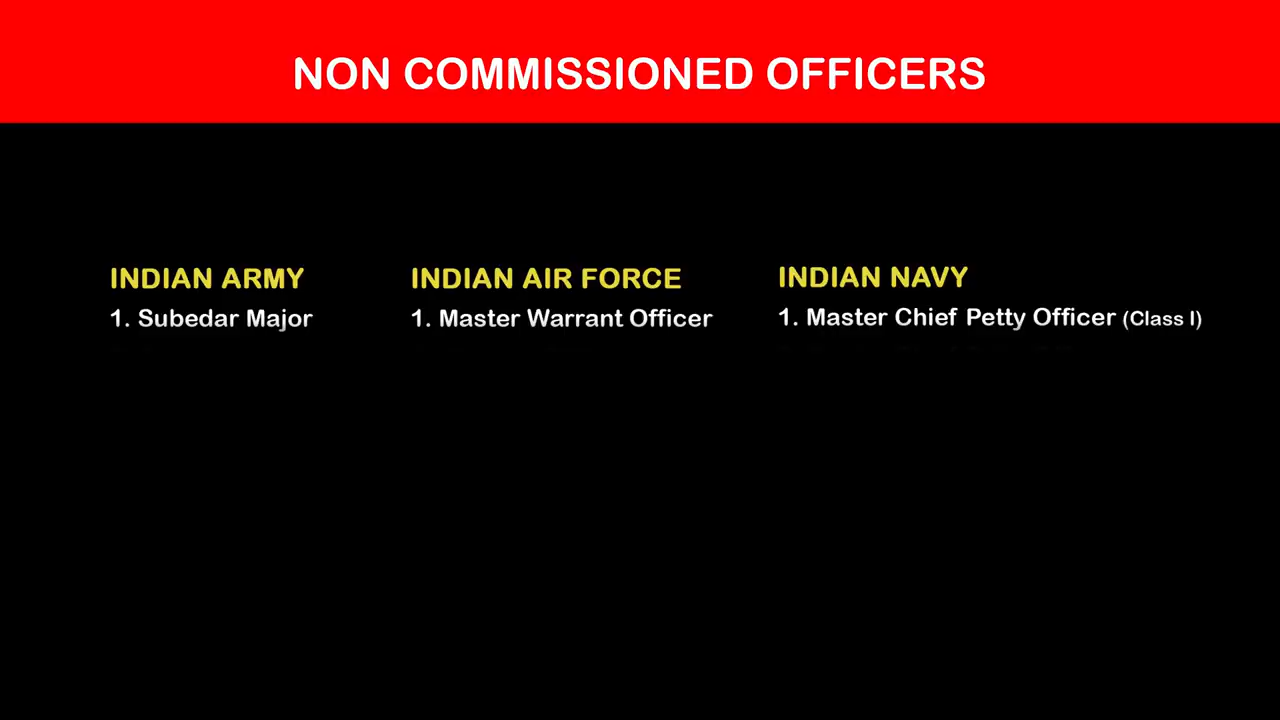 NON COMMISSIONED OFFICERS
INDIAN ARMY
1. Subedar Major
INDIAN AIR FORCE
1. Master Warrant Officer
INDIAN NAVY
1. Master Chief Petty Officer (Class I)